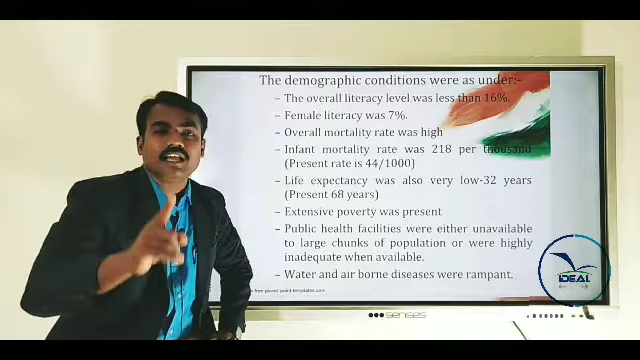 The demographic conditions were as under:-
– The overall literacy level was less than 16%.
– Female literacy was 7%.
– Overall mortality rate was high
– Infant mortality rate was 218 per thousand
(Present rate is 44/1000)
– Life expectancy was also very low-32 years
(Present 68 years)
– Extensive poverty was present
– Public health facilities were either unavailable
to large chunks of population or were highly
inadequate when available.
– Water and air borne diseases were rampant.
free-power-point-templates.com
IDEAL
senses